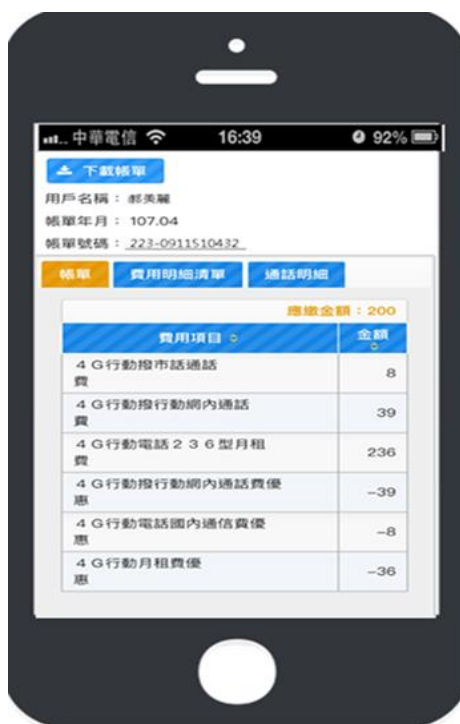 中華電信 16:39 92%
下載帳單
用戶名稱：郝美麗
帳單年月：107.04
帳單號碼：223-0911510432
帳單 費用明細清單 通話明細
應繳金額：200
費用項目 金額
４Ｇ行動撥市話通話
費 8
４Ｇ行動撥行動網內通話
費 39
４Ｇ行動電話２３６型月租
費 236
４Ｇ行動撥行動網內通話費優
惠 -39
４Ｇ行動電話國內通信費優
惠 -8
４Ｇ行動月租費優
惠 -36